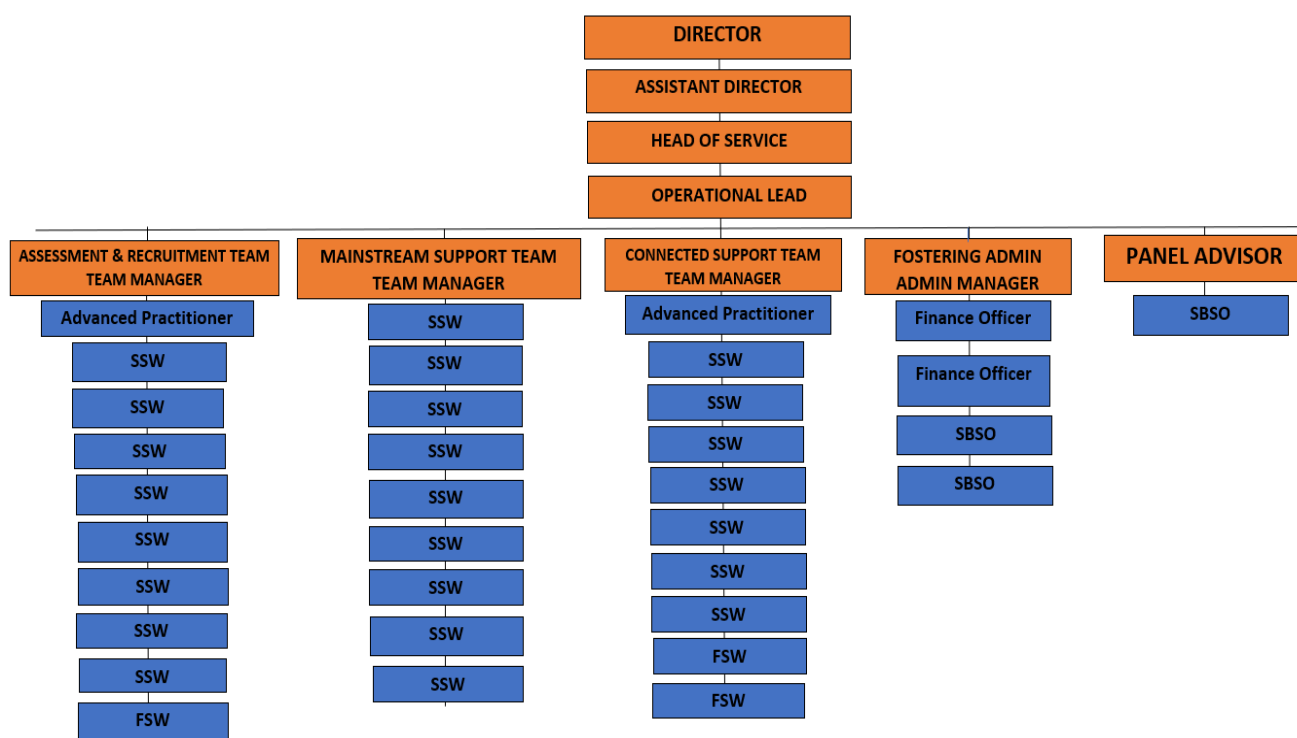 DIRECTOR
ASSISTANT DIRECTOR
HEAD OF SERVICE
OPERATIONAL LEAD
ASSESSMENT & RECRUITMENT TEAM
TEAM MANAGER
Advanced Practitioner
SSW
SSW
SSW
SSW
SSW
SSW
SSW
SSW
FSW
MAINSTREAM SUPPORT TEAM
TEAM MANAGER
SSW
SSW
SSW
SSW
SSW
SSW
SSW
SSW
SSW
CONNECTED SUPPORT TEAM
TEAM MANAGER
Advanced Practitioner
SSW
SSW
SSW
SSW
SSW
SSW
SSW
FSW
FSW
FOSTERING ADMIN
ADMIN MANAGER
Finance Officer
Finance Officer
SBSO
SBSO
PANEL ADVISOR
SBSO